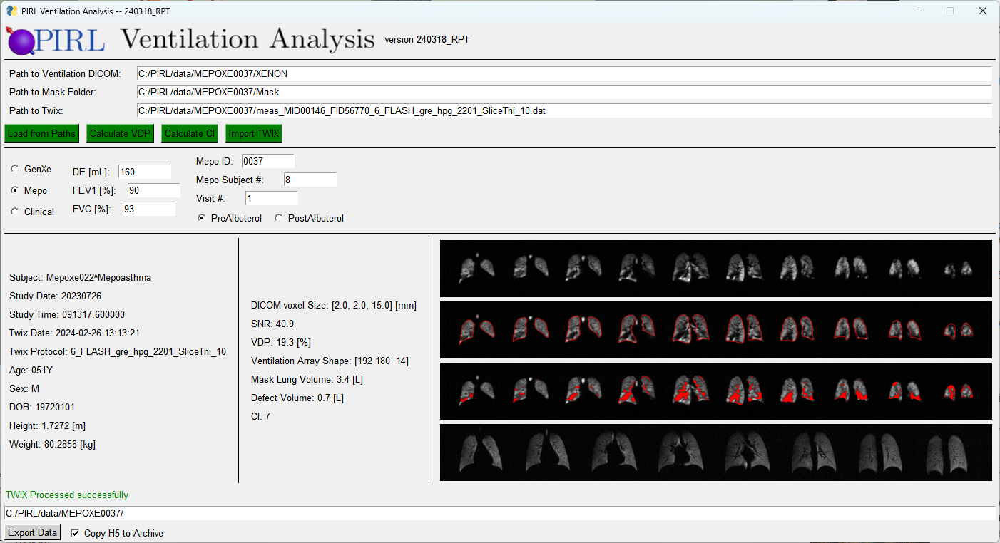 PIRL Ventilation Analysis -- 240318_RPT
PIRL Ventilation Analysis version 240318_RPT
Path to Ventilation DICOM: C:/PIRL/data/MEPOXE0037/XENON
Path to Mask Folder: C:/PIRL/data/MEPOXE0037/Mask
Path to Twix: C:/PIRL/data/MEPOXE0037/meas_MID00146_FID56770_6_FLASH_gre_hpg_2201_SliceThi_10.dat
Load from Paths Calculate VDP Calculate CI Import TWIX
GenXe
Mepo
Clinical
DE [mL]: 160
FEV1 [%]: 90
FVC [%]: 93
Mepo ID: 0037
Mepo Subject #: 8
Visit #: 1
PreAlbuterol PostAlbuterol
Subject: Mepoxe022^Mepoasthma
Study Date: 20230726
Study Time: 091317.600000
Twix Date: 2024-02-26 13:13:21
Twix Protocol: 6_FLASH_gre_hpg_2201_SliceThi_10
Age: 051Y
Sex: M
DOB: 19720101
Height: 1.7272 [m]
Weight: 80.2858 [kg]
DICOM voxel Size: [2.0, 2.0, 15.0] [mm]
SNR: 40.9
VDP: 19.3 [%]
Ventilation Array Shape: [192 180  14]
Mask Lung Volume: 3.4 [L]
Defect Volume: 0.7 [L]
CI: 7
TWIX Processed successfully
C:/PIRL/data/MEPOXE0037/
Export Data Copy H5 to Archive